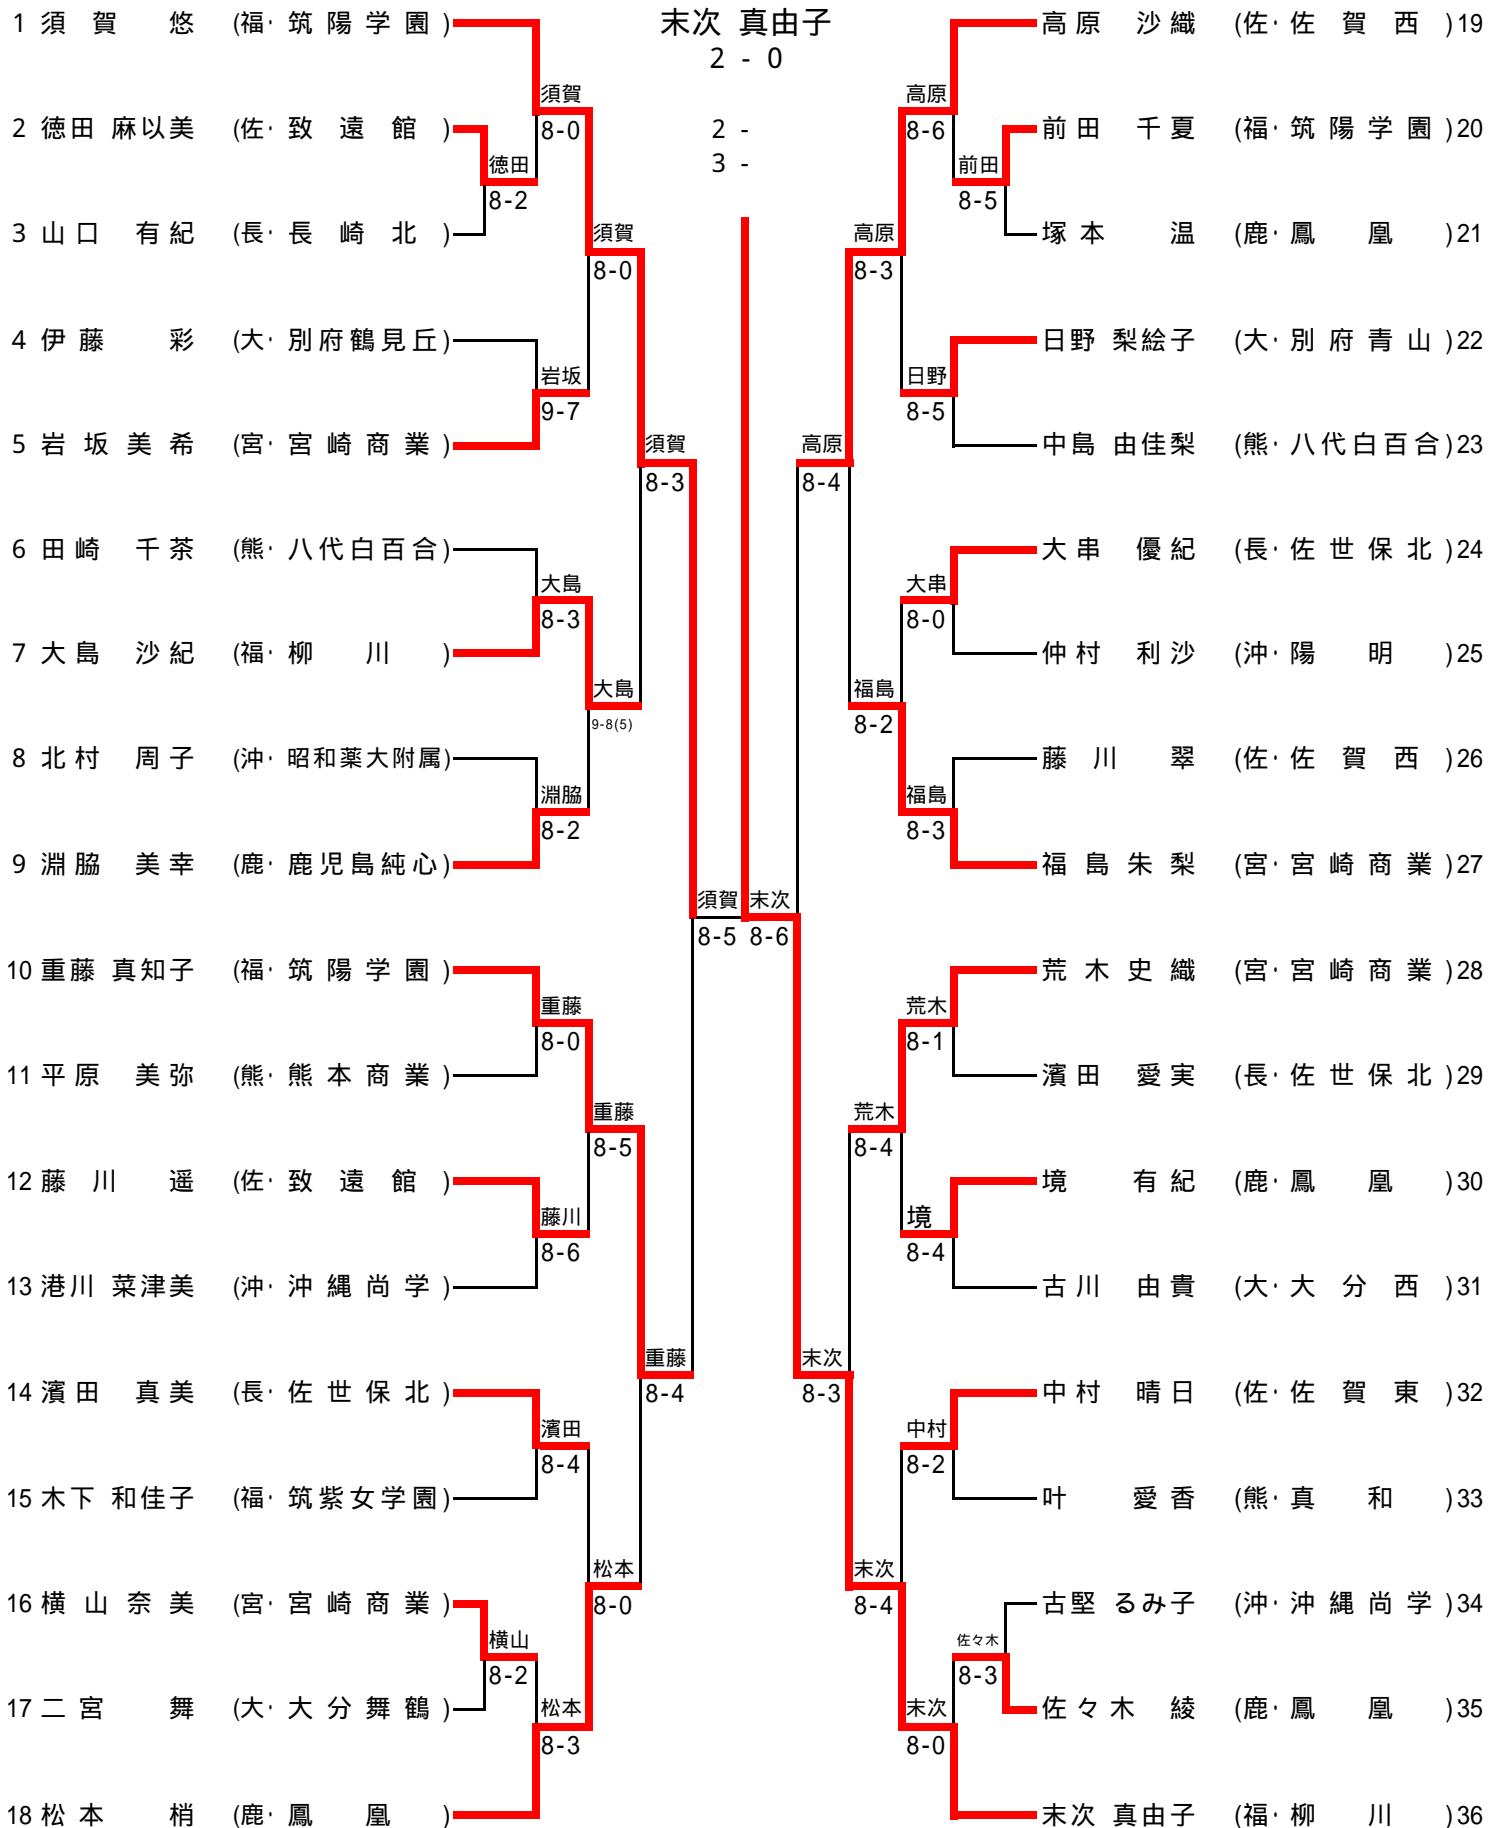 末次 真由子
2 - 0
2 -
3 -
1 須賀 悠 (福・筑陽学園)
須賀
8-0
2 徳田 麻以美 (佐・致遠館)
徳田
8-2
3 山口 有紀 (長・長崎北)
須賀
8-0
4 伊藤 彩 (大・別府鶴見丘)
岩坂
9-7
5 岩坂美希 (宮・宮崎商業)
須賀
8-3
6 田崎 千茶 (熊・八代白百合)
大島
8-3
7 大島 沙紀 (福・柳川)
大島
9-8(5)
8 北村 周子 (沖・昭和薬大附属)
淵脇
8-2
9 淵脇 美幸 (鹿・鹿児島純心)
須賀
8-5
10 重藤 真知子 (福・筑陽学園)
重藤
8-0
11 平原 美弥 (熊・熊本商業)
重藤
8-5
12 藤川 遥 (佐・致遠館)
藤川
8-6
13 港川 菜津美 (沖・沖縄尚学)
重藤
8-4
14 濱田 真美 (長・佐世保北)
濱田
8-4
15 木下 和佳子 (福・筑紫女学園)
松本
8-0
16 横山奈美 (宮・宮崎商業)
横山
8-2
17 二宮 舞 (大・大分舞鶴)
松本
8-3
18 松本 梢 (鹿・鳳凰)
高原 沙織 (佐・佐賀西)19
高原
8-6
前田 千夏 (福・筑陽学園)20
前田
8-5
塚本 温 (鹿・鳳凰)21
高原
8-3
日野 梨絵子 (大・別府青山)22
日野
8-5
中島 由佳梨 (熊・八代白百合)23
高原
8-4
大串 優紀 (長・佐世保北)24
大串
8-0
仲村 利沙 (沖・陽明)25
福島
8-2
藤川 翠 (佐・佐賀西)26
福島
8-3
福島朱梨 (宮・宮崎商業)27
末次
8-6
荒木史織 (宮・宮崎商業)28
荒木
8-1
濱田 愛実 (長・佐世保北)29
荒木
8-4
境 有紀 (鹿・鳳凰)30
境
8-4
古川 由貴 (大・大分西)31
末次
8-3
中村 晴日 (佐・佐賀東)32
中村
8-2
叶 愛香 (熊・真和)33
末次
8-4
古堅 るみ子 (沖・沖縄尚学)34
佐々木
8-3
佐々木 綾 (鹿・鳳凰)35
末次
8-0
末次 真由子 (福・柳川)36